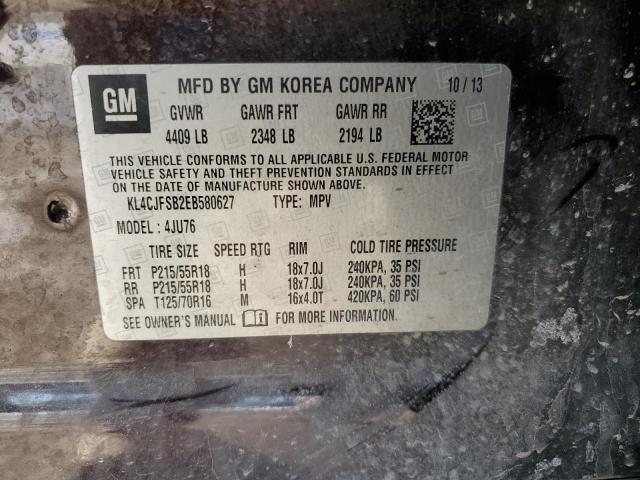 GM
MFD BY GM KOREA COMPANY 10 / 13
GVWR GAWR FRT GAWR RR
4409 LB 2348 LB 2194 LB
THIS VEHICLE CONFORMS TO ALL APPLICABLE U.S. FEDERAL MOTOR
VEHICLE SAFETY AND THEFT PREVENTION STANDARDS IN EFFECT
ON THE DATE OF MANUFACTURE SHOWN ABOVE.
KL4CJFSB2EB580627 TYPE: MPV
MODEL : 4JU76
TIRE SIZE SPEED RTG RIM COLD TIRE PRESSURE
FRT P215/55R18 H 18x7.0J 240KPA, 35 PSI
RR P215/55R18 H 18x7.0J 240KPA, 35 PSI
SPA T125/70R16 M 16x4.0T 420KPA, 60 PSI
SEE OWNER'S MANUAL FOR MORE INFORMATION.